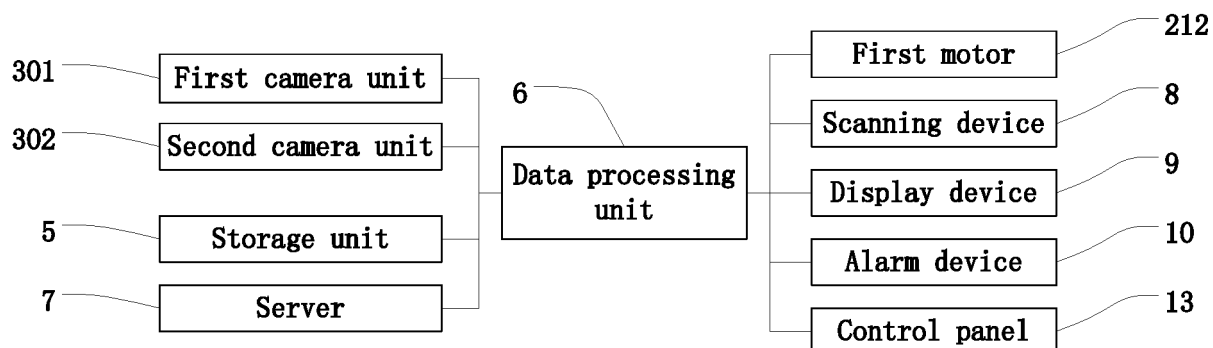 301
First camera unit
302
Second camera unit
5
Storage unit
7
Server
6
Data processing
unit
First motor
212
Scanning device
8
Display device
9
Alarm device
10
Control panel
13